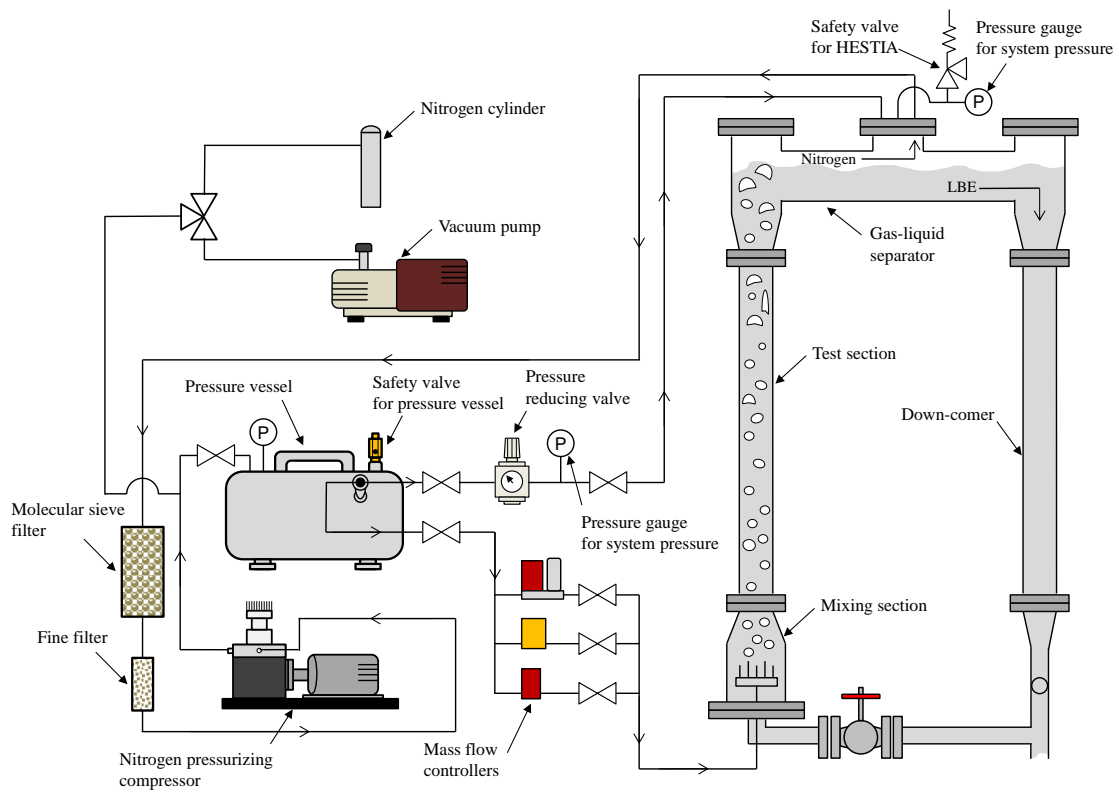 Safety valve
for HESTIA
Pressure gauge
for system pressure
P
Nitrogen cylinder
Nitrogen
LBE
Vacuum pump
Gas-liquid
separator
Test section
Pressure vessel
Safety valve
for pressure vessel
Pressure
reducing valve
Down-comer
P
P
Molecular sieve
filter
Pressure gauge
for system pressure
Mixing section
Fine filter
Nitrogen pressurizing
compressor
Mass flow
controllers